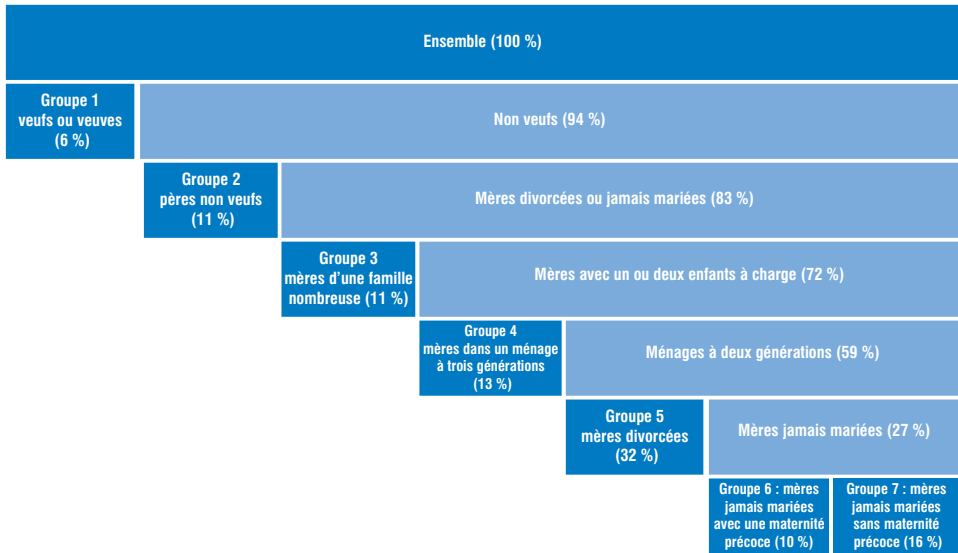 Ensemble (100 %)
Groupe 1
veufs ou veuves
(6 %)
Non veufs (94 %)
Groupe 2
pères non veufs
(11 %)
Mères divorcées ou jamais mariées (83 %)
Groupe 3
mères d’une famille
nombreuse (11 %)
Mères avec un ou deux enfants à charge (72 %)
Groupe 4
mères dans un ménage
à trois générations
(13 %)
Ménages à deux générations (59 %)
Groupe 5
mères divorcées
(32 %)
Mères jamais mariées (27 %)
Groupe 6 : mères
jamais mariées
avec une maternité
précoce (10 %)
Groupe 7 : mères
jamais mariées
sans maternité
précoce (16 %)